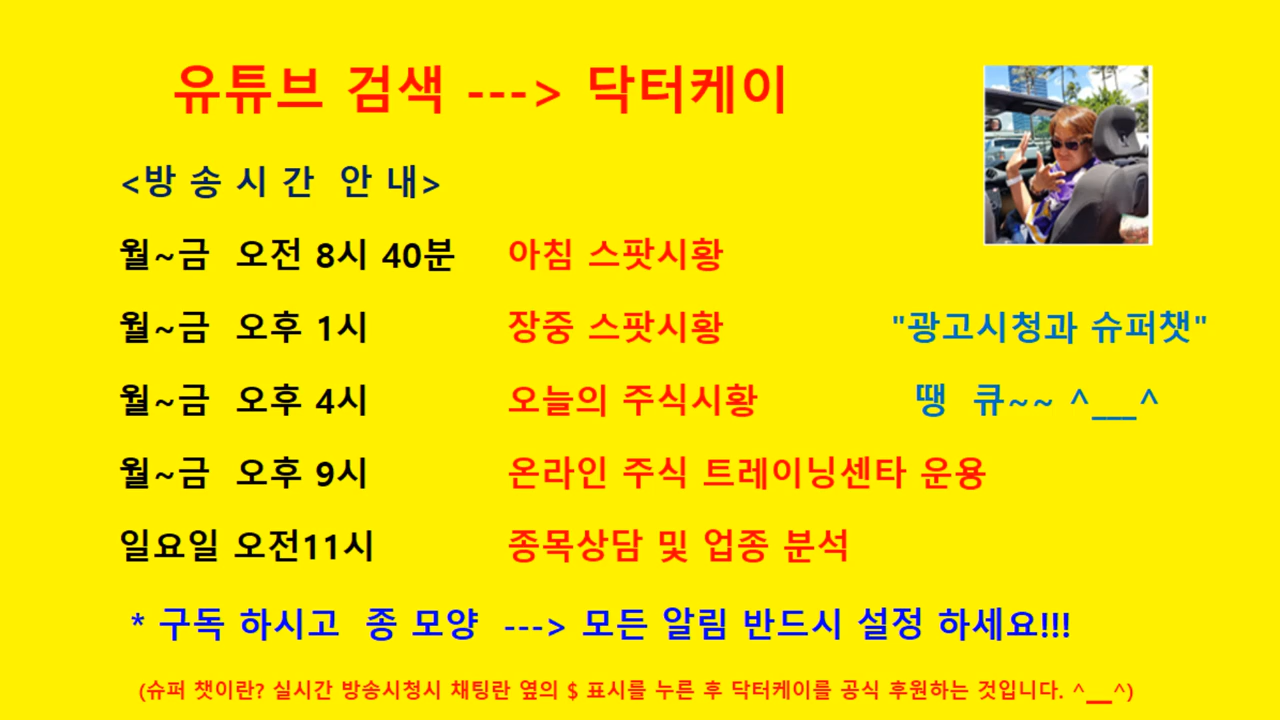 유튜브 검색 ---> 닥터케이
<방 송 시 간 안 내>
월~금 오전 8시 40분 아침 스팟시황
월~금 오후 1시 장중 스팟시황 "광고시청과 슈퍼챗"
월~금 오후 4시 오늘의 주식시황 땡 큐~~ ^___^
월~금 오후 9시 온라인 주식 트레이닝센타 운용
일요일 오전11시 종목상담 및 업종 분석
* 구독 하시고 종 모양 ---> 모든 알림 반드시 설정 하세요!!!
(슈퍼 챗이란? 실시간 방송시청시 채팅란 옆의 $ 표시를 누른 후 닥터케이를 공식 후원하는 것입니다. ^__^)